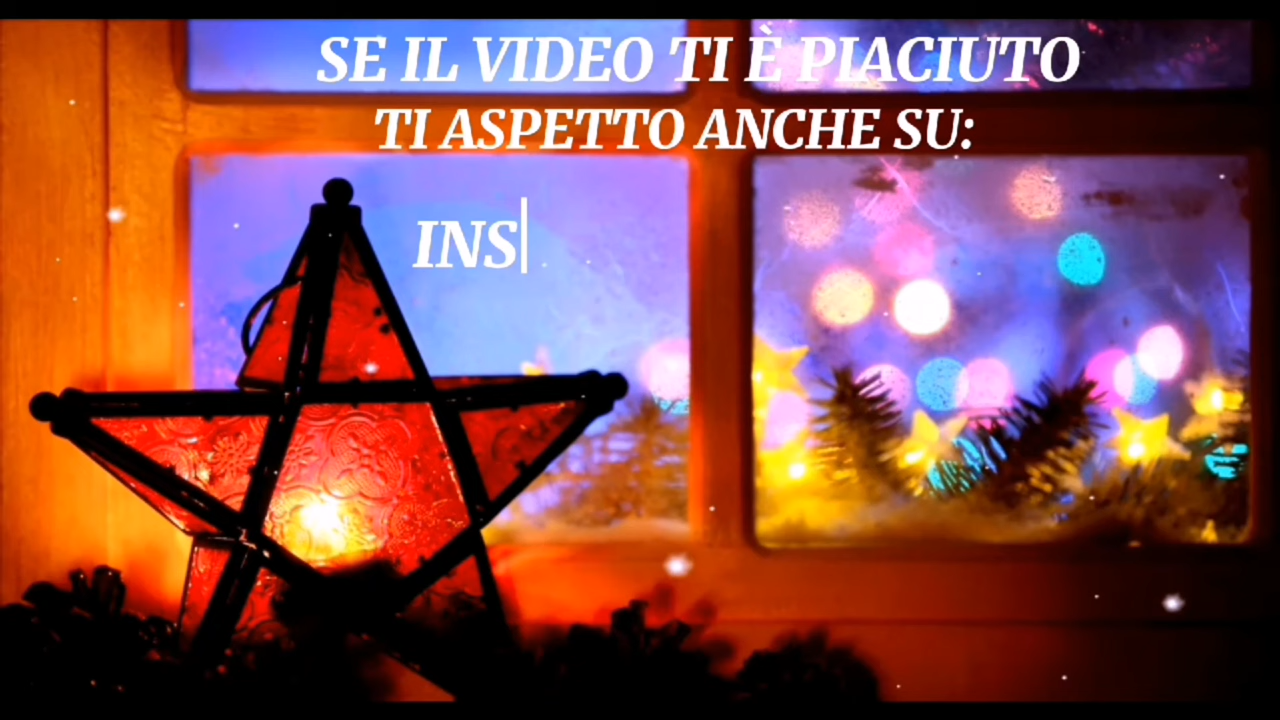 SE IL VIDEO TI È PIACIUTO
TI ASPETTO ANCHE SU:
INS